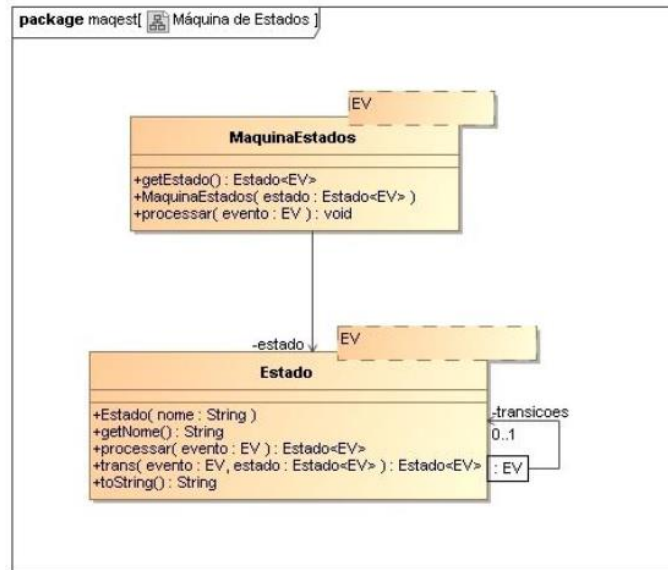 package maqest[ Máquina de Estados ]
EV
MaquinaEstados
+getEstado() : Estado<EV>
+MaquinaEstados( estado : Estado<EV> )
+processar( evento : EV ) : void
-estado
EV
Estado
+Estado( nome : String )
+getNome() : String
+processar( evento : EV ) : Estado<EV>
+trans( evento : EV, estado : Estado<EV> ) : Estado<EV>
+toString() : String
-transicoes
0..1
: EV